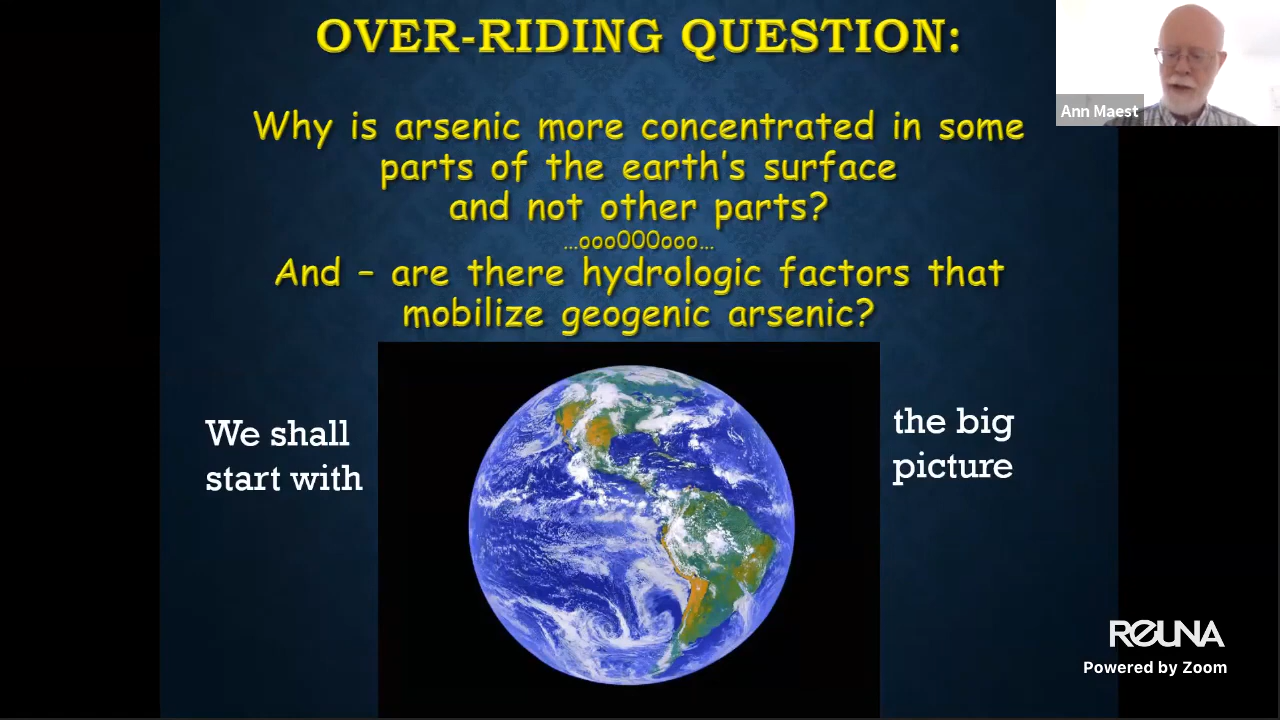 OVER-RIDING QUESTION:
Ann Maest
Why is arsenic more concentrated in some
parts of the earth's surface
and not other parts?
...ooo000ooo...
And – are there hydrologic factors that
mobilize geogenic arsenic?
We shall
start with
the big
picture
REUNA
Powered by Zoom